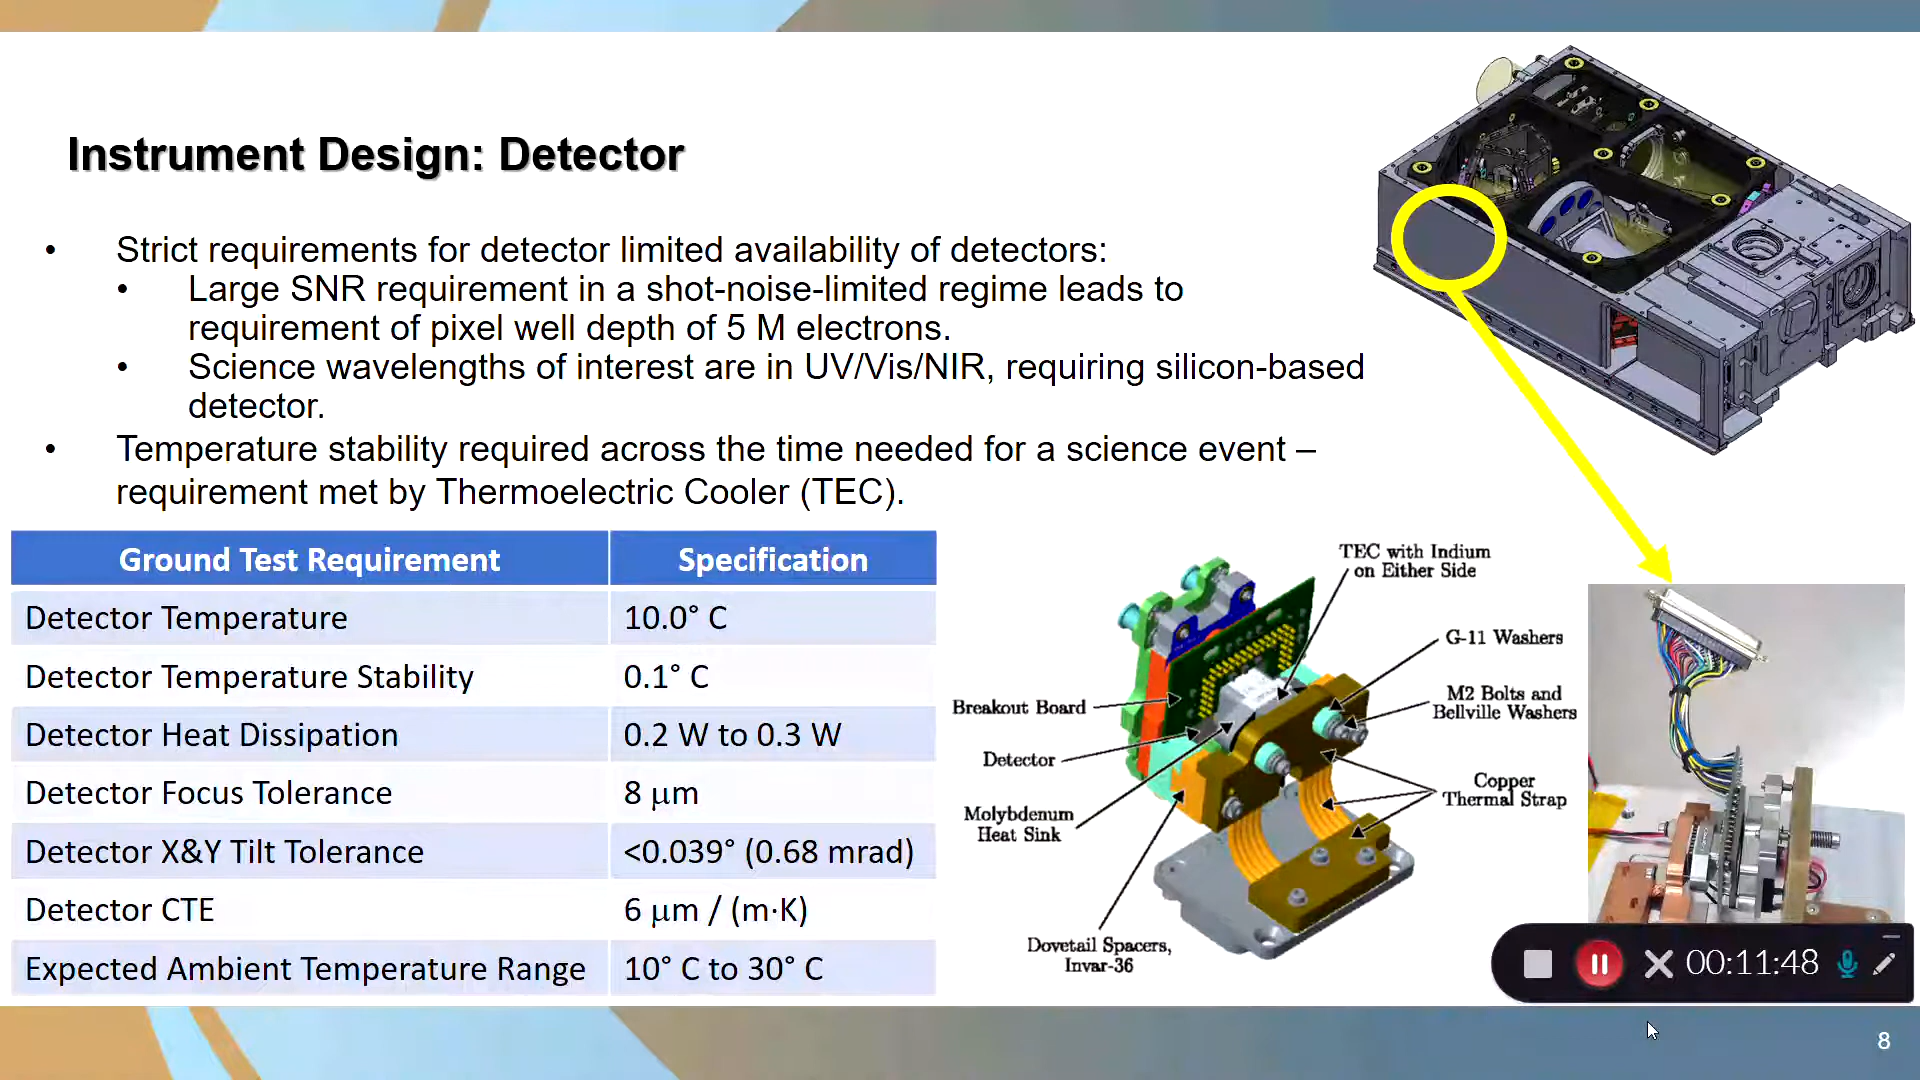 Instrument Design: Detector
• Strict requirements for detector limited availability of detectors:
• Large SNR requirement in a shot-noise-limited regime leads to
requirement of pixel well depth of 5 M electrons.
• Science wavelengths of interest are in UV/Vis/NIR, requiring silicon-based
detector.
• Temperature stability required across the time needed for a science event –
requirement met by Thermoelectric Cooler (TEC).
Ground Test Requirement Specification
Detector Temperature 10.0° C
Detector Temperature Stability 0.1° C
Detector Heat Dissipation 0.2 W to 0.3 W
Detector Focus Tolerance 8 µm
Detector X&Y Tilt Tolerance <0.039° (0.68 mrad)
Detector CTE 6 µm / (m·K)
Expected Ambient Temperature Range 10° C to 30° C
TEC with Indium
on Either Side
G-11 Washers
M2 Bolts and
Bellville Washers
Breakout Board
Detector
Molybdenum
Heat Sink
Copper
Thermal Strap
Dovetail Spacers,
Invar-36
00:11:48
8